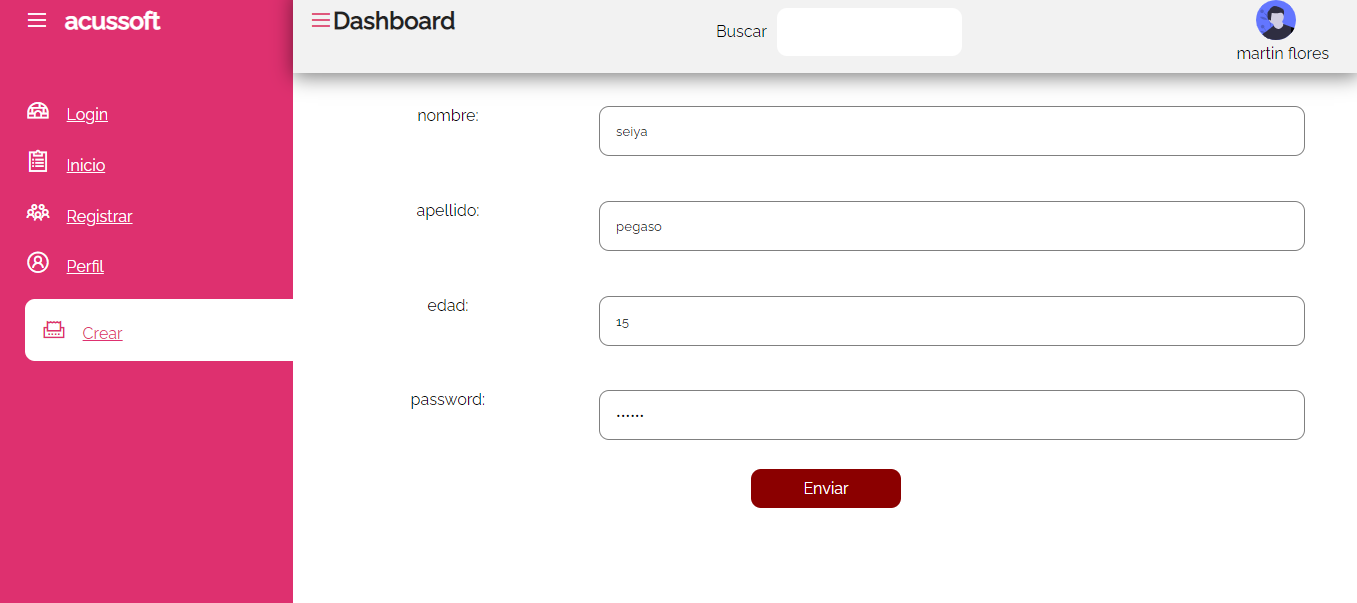 acussoft
Login
Inicio
Registrar
Perfil
Crear
Dashboard
Buscar
martin flores
nombre:
seiya
apellido:
pegaso
edad:
15
password:
······
Enviar